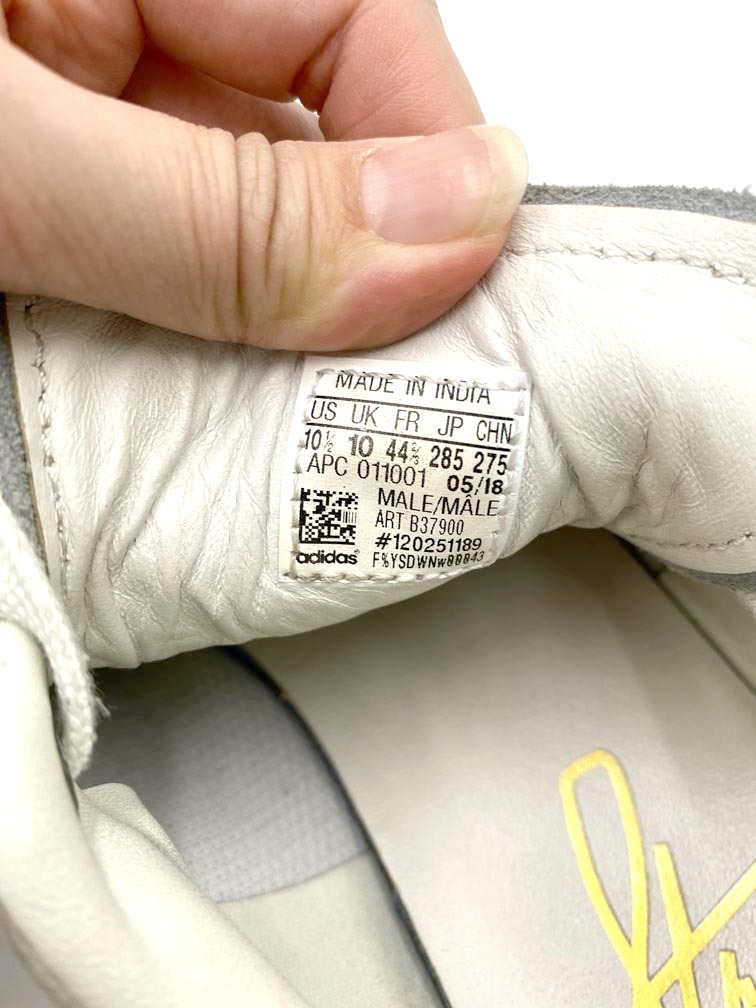 MADE IN INDIA
US UK FR JP CHN
10½ 10 44⅔ 285 275
APC 011001 05/18
MALE/MÂLE
ART B37900
#120251189
adidas® F%YSDWNw